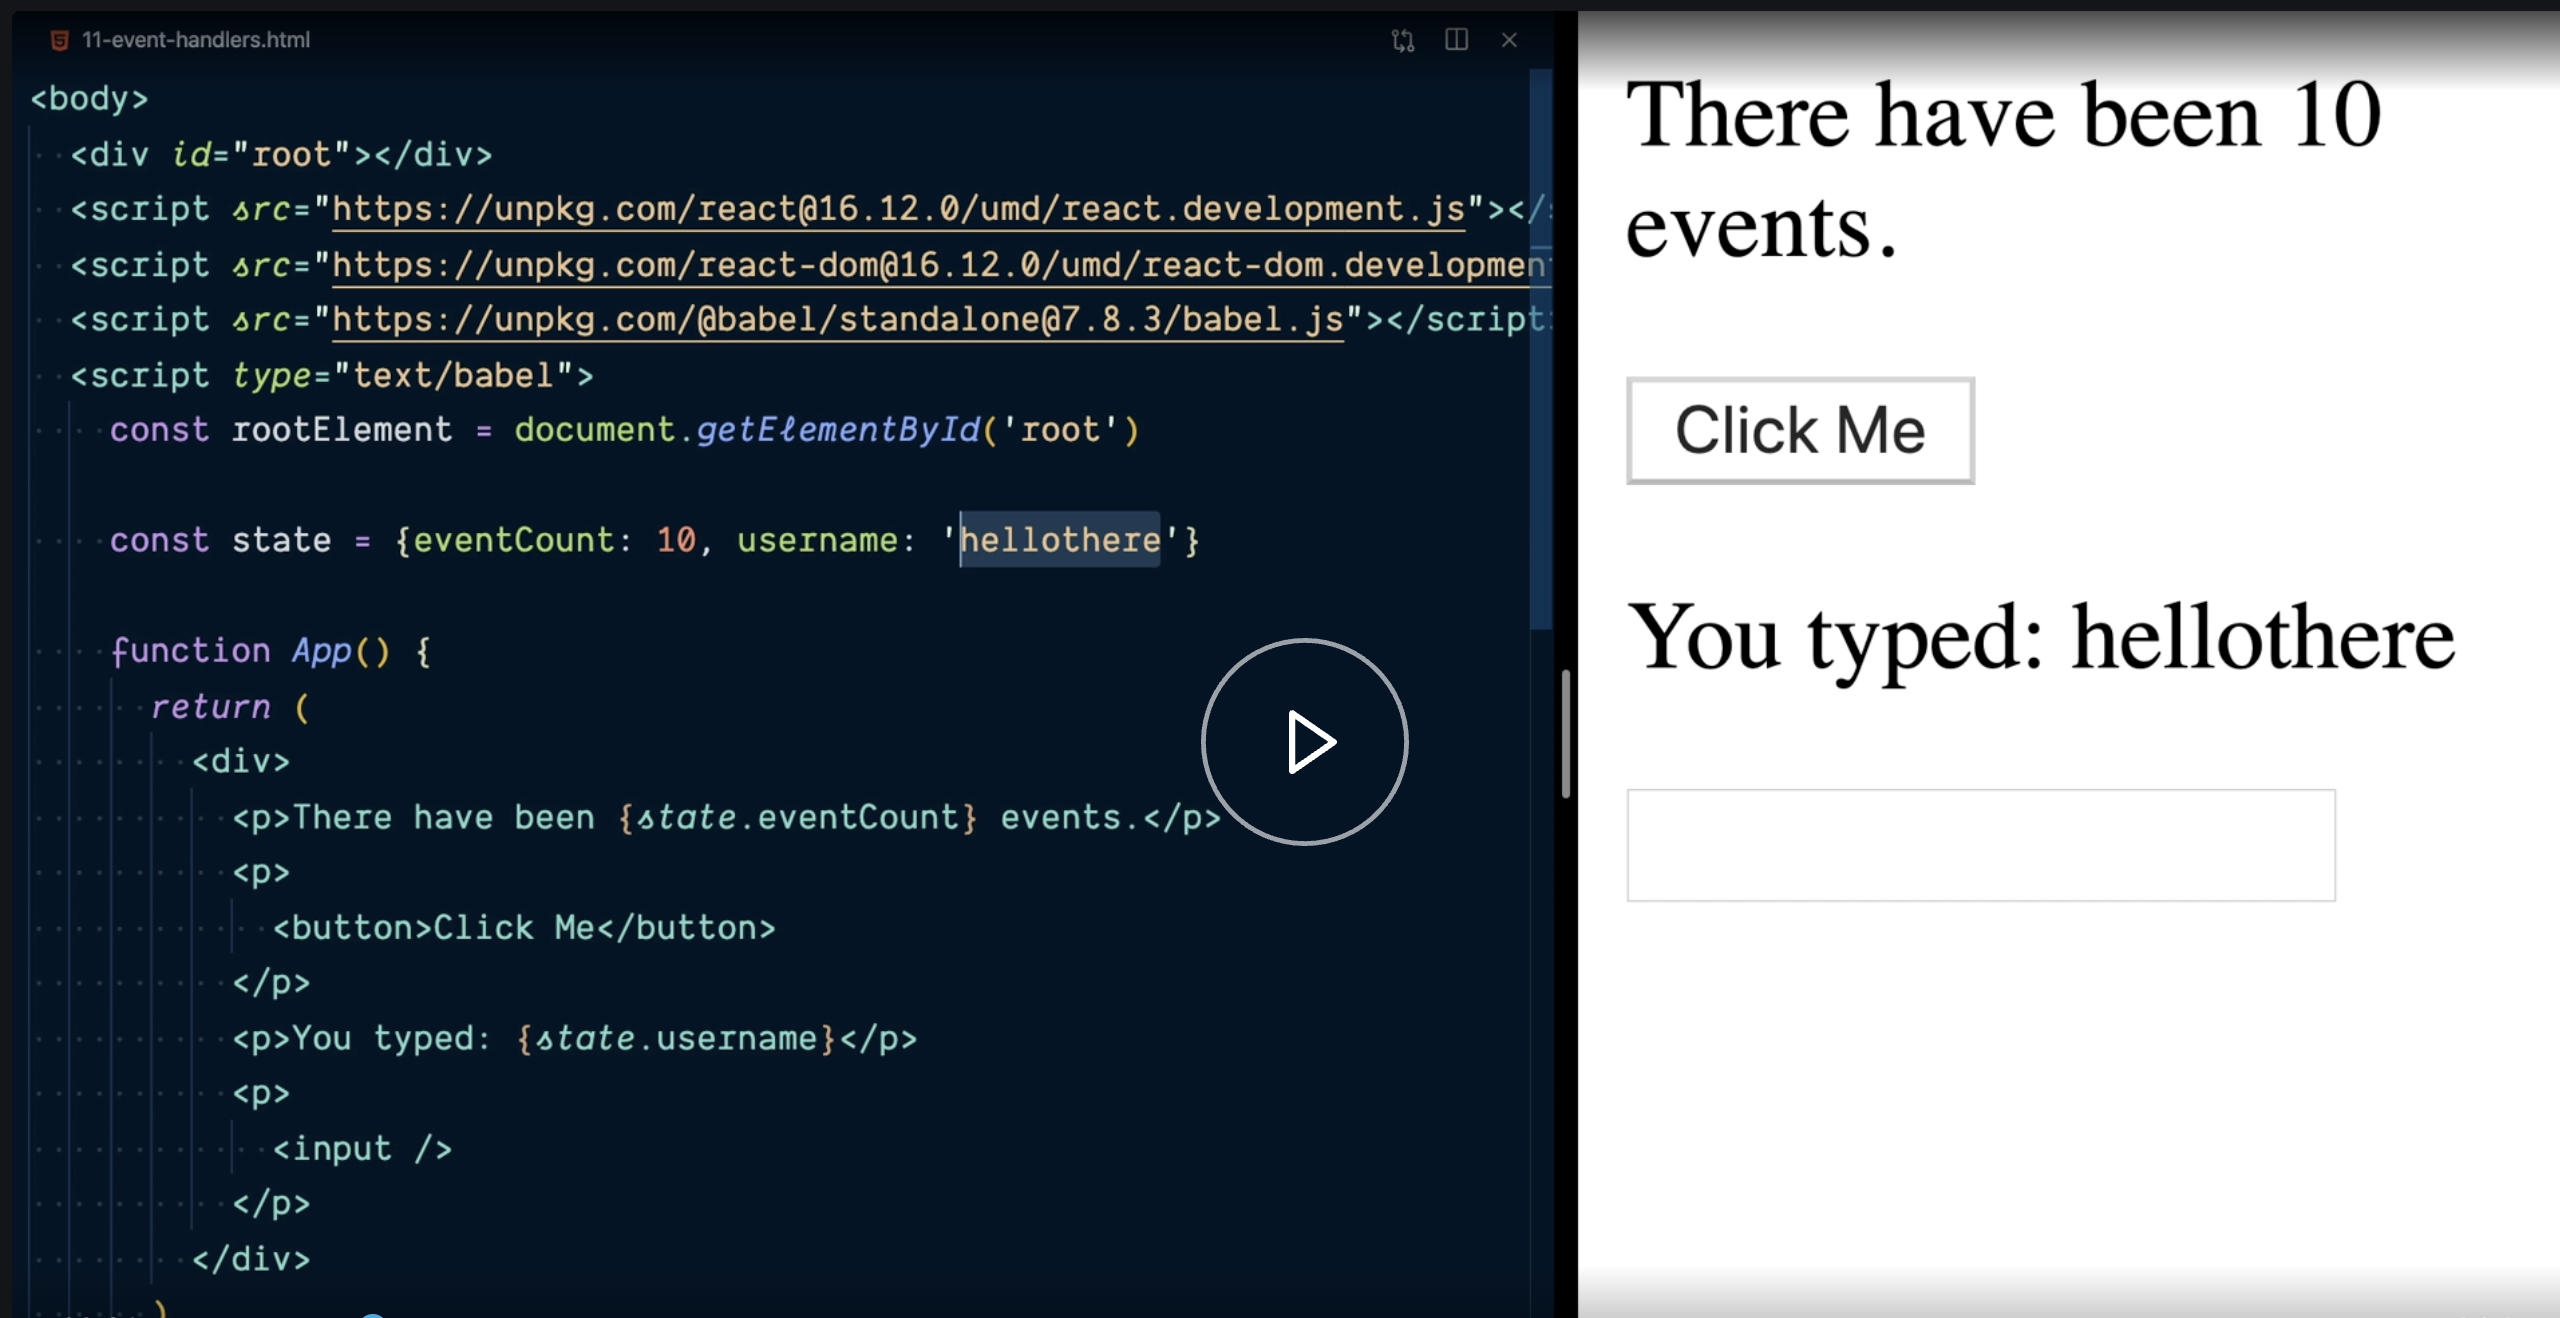 11-event-handlers.html
<body>
<div id="root"></div>
<script src="https://unpkg.com/react@16.12.0/umd/react.development.js"></
<script src="https://unpkg.com/react-dom@16.12.0/umd/react-dom.developmen
<script src="https://unpkg.com/@babel/standalone@7.8.3/babel.js"></script
<script type="text/babel">
const rootElement = document.getElementById('root')
const state = {eventCount: 10, username: 'hellothere'}
function App() {
return (
<div>
<p>There have been {state.eventCount} events.</p>
<p>
<button>Click Me</button>
</p>
<p>You typed: {state.username}</p>
<p>
<input />
</p>
</div>
)
There have been 10
events.
Click Me
You typed: hellothere